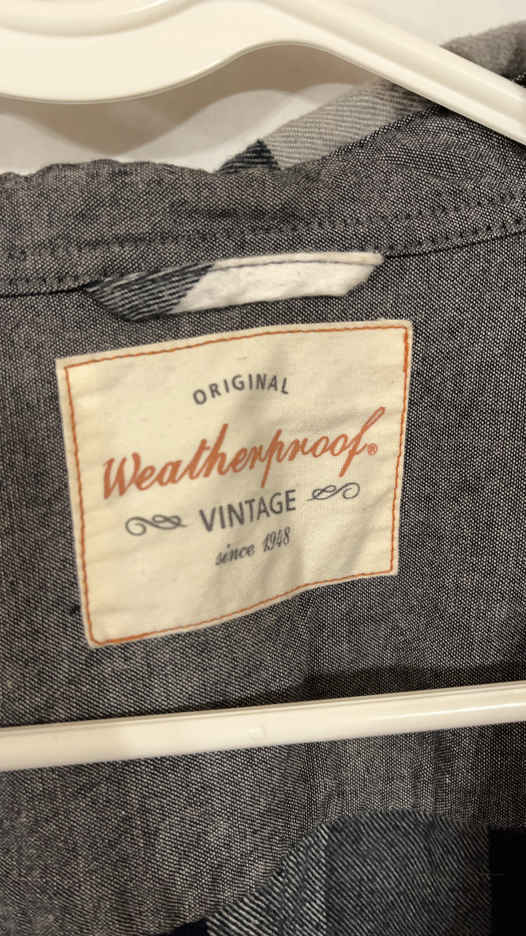 ORIGINAL
Weatherproof®
VINTAGE
since 1948